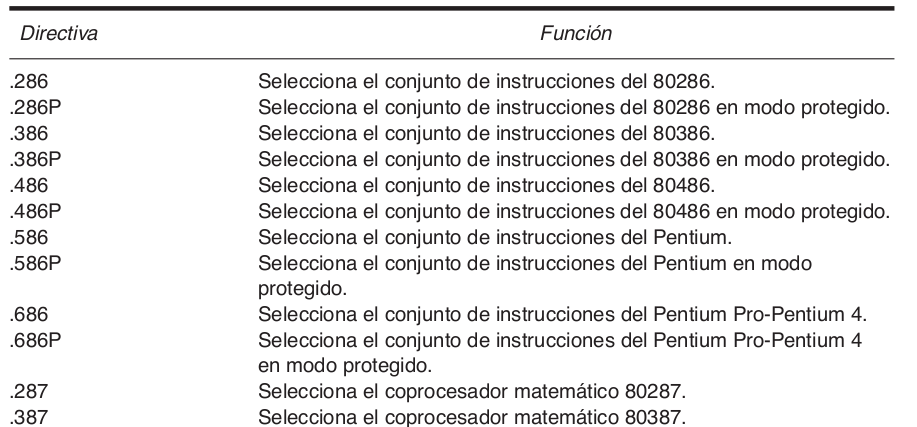 Directiva Función
.286 Selecciona el conjunto de instrucciones del 80286.
.286P Selecciona el conjunto de instrucciones del 80286 en modo protegido.
.386 Selecciona el conjunto de instrucciones del 80386.
.386P Selecciona el conjunto de instrucciones del 80386 en modo protegido.
.486 Selecciona el conjunto de instrucciones del 80486.
.486P Selecciona el conjunto de instrucciones del 80486 en modo protegido.
.586 Selecciona el conjunto de instrucciones del Pentium.
.586P Selecciona el conjunto de instrucciones del Pentium en modo
protegido.
.686 Selecciona el conjunto de instrucciones del Pentium Pro-Pentium 4.
.686P Selecciona el conjunto de instrucciones del Pentium Pro-Pentium 4
en modo protegido.
.287 Selecciona el coprocesador matemático 80287.
.387 Selecciona el coprocesador matemático 80387.